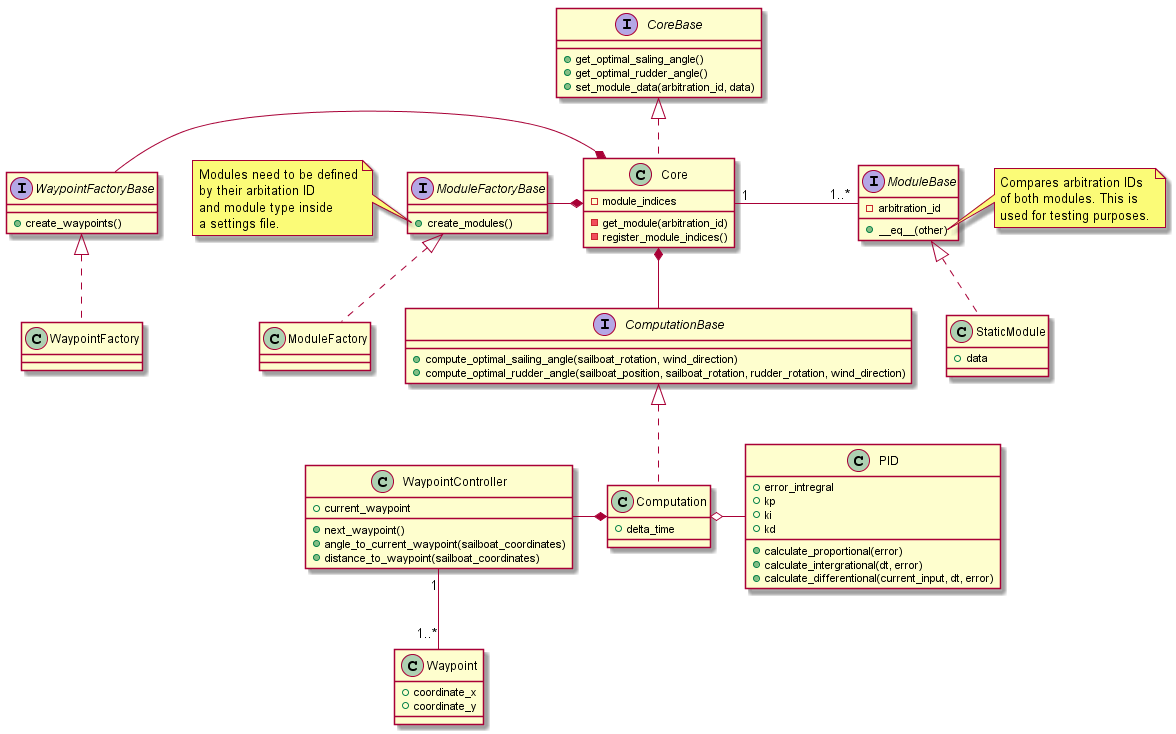 I CoreBase
get_optimal_saling_angle()
get_optimal_rudder_angle()
set_module_data(arbitration_id, data)
I WaypointFactoryBase
create_waypoints()
Modules need to be defined
by their arbitation ID
and module type inside
a settings file.
I ModuleFactoryBase
create_modules()
C Core
module_indices
get_module(arbitration_id)
register_module_indices()
1
1..*
I ModuleBase
arbitration_id
__eq__(other)
Compares arbitration IDs
of both modules. This is
used for testing purposes.
C WaypointFactory
C ModuleFactory
I ComputationBase
compute_optimal_sailing_angle(sailboat_rotation, wind_direction)
compute_optimal_rudder_angle(sailboat_position, sailboat_rotation, rudder_rotation, wind_direction)
C StaticModule
data
C WaypointController
current_waypoint
next_waypoint()
angle_to_current_waypoint(sailboat_coordinates)
distance_to_waypoint(sailboat_coordinates)
C Computation
delta_time
C PID
error_intregral
kp
ki
kd
calculate_proportional(error)
calculate_intergrational(dt, error)
calculate_differentional(current_input, dt, error)
1
1..*
C Waypoint
coordinate_x
coordinate_y